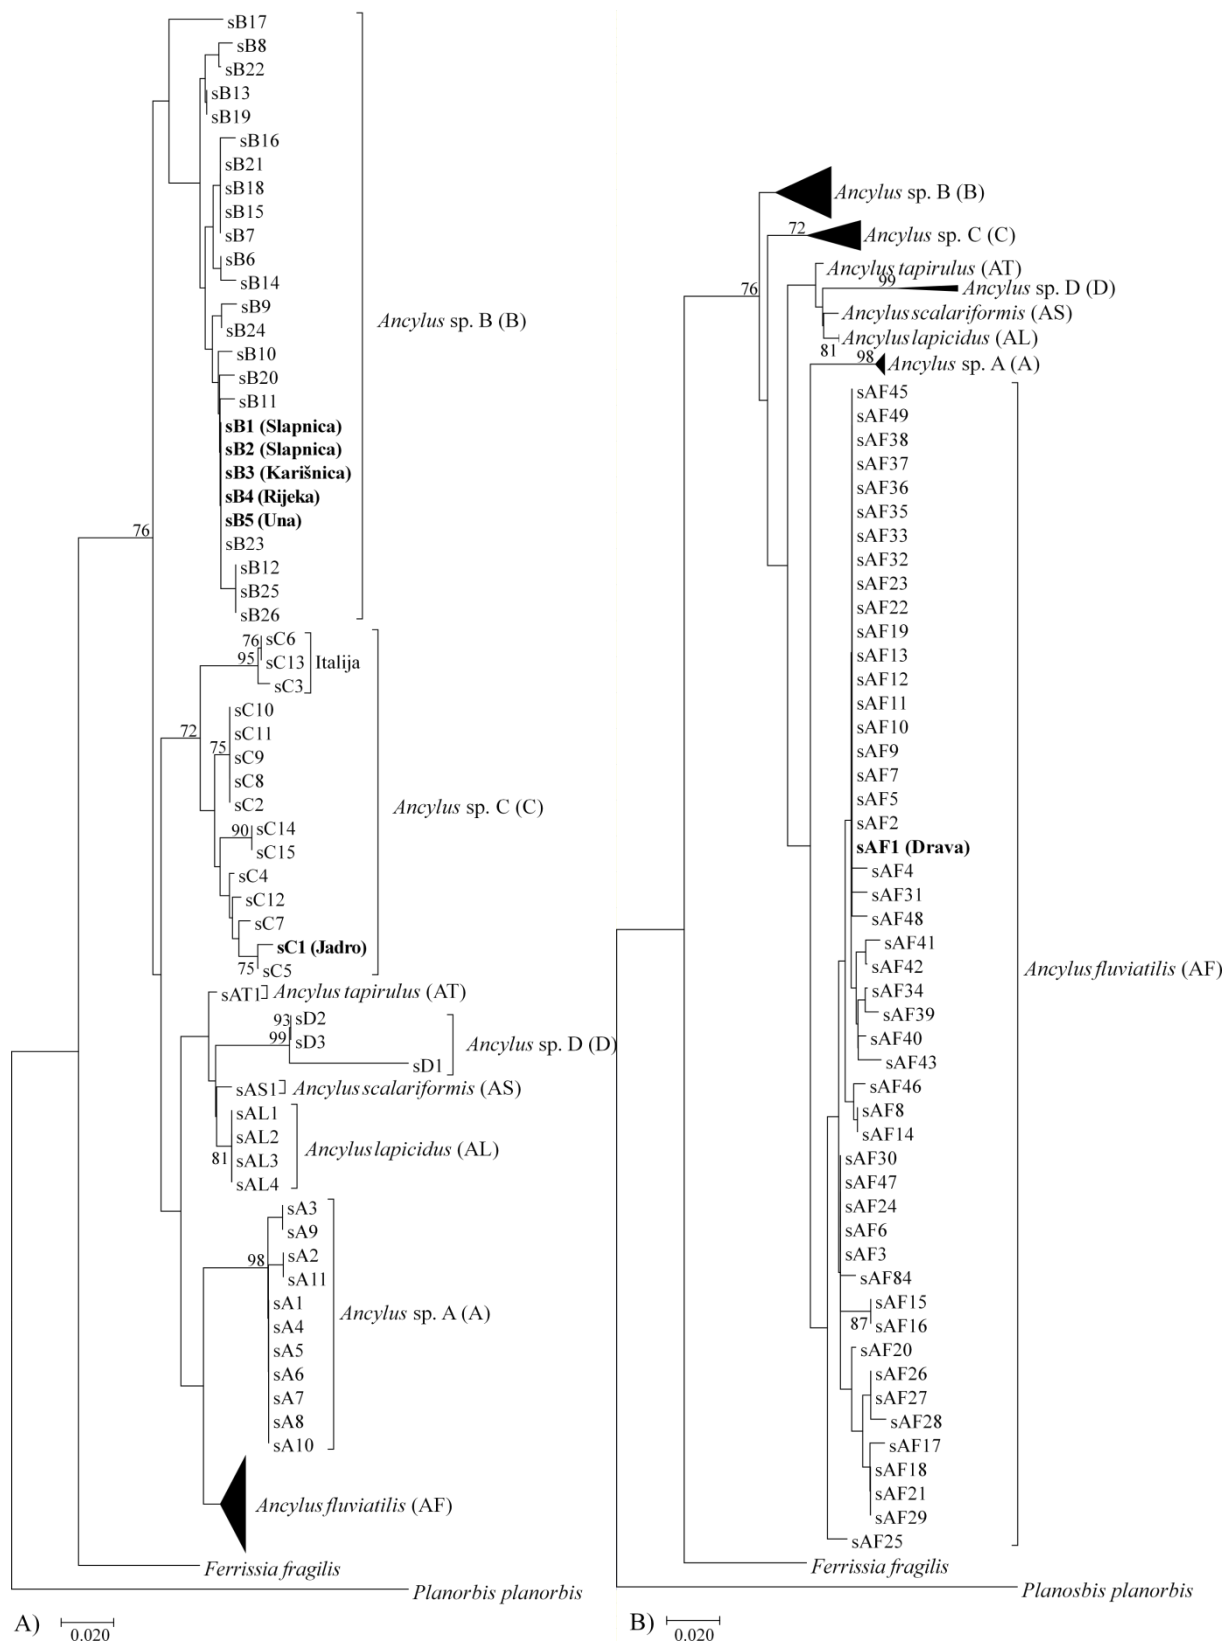 sB17
sB8
sB22
sB13
sB19
sB16
sB21
sB18
sB15
sB7
sB6
sB14
sB9
sB24
Ancylus sp. B (B)
sB10
sB20
sB11
sB1 (Slapnica)
sB2 (Slapnica)
sB3 (Karišnica)
sB4 (Rijeka)
sB5 (Una)
76
sB23
sB12
sB25
sB26
76
sC6
95
sC13
Italija
sC3
sC10
72
sC11
75
sC9
sC8
sC2
Ancylus sp. C (C)
90
sC14
sC15
sC4
sC12
sC7
sC1 (Jadro)
75
sC5
sAT1
Ancylus tapirulus (AT)
93
sD2
99
sD3
Ancylus sp. D (D)
sD1
sAS1
Ancylus scalariformis (AS)
sAL1
sAL2
Ancylus lapicidus (AL)
81
sAL3
sAL4
sA3
sA9
98
sA2
sA11
sA1
Ancylus sp. A (A)
sA4
sA5
sA6
sA7
sA8
sA10
Ancylus fluviatilis (AF)
Ferrissia fragilis
Planorbis planorbis
A)
0.020
Ancylus sp. B (B)
72
Ancylus sp. C (C)
Ancylus tapirulus (AT)
76
99
Ancylus sp. D (D)
Ancylus scalariformis (AS)
Ancylus lapicidus (AL)
81
98
Ancylus sp. A (A)
sAF45
sAF49
sAF38
sAF37
sAF36
sAF35
sAF33
sAF32
sAF23
sAF22
sAF19
sAF13
sAF12
sAF11
sAF10
sAF9
sAF7
sAF5
sAF2
sAF1 (Drava)
sAF4
sAF31
sAF48
sAF41
sAF42
Ancylus fluviatilis (AF)
sAF34
sAF39
sAF40
sAF43
sAF46
sAF8
sAF14
sAF30
sAF47
sAF24
sAF6
sAF3
sAF84
sAF15
87
sAF16
sAF20
sAF26
sAF27
sAF28
sAF17
sAF18
sAF21
sAF29
sAF25
Ferrissia fragilis
Planosbis planorbis
B)
0.020